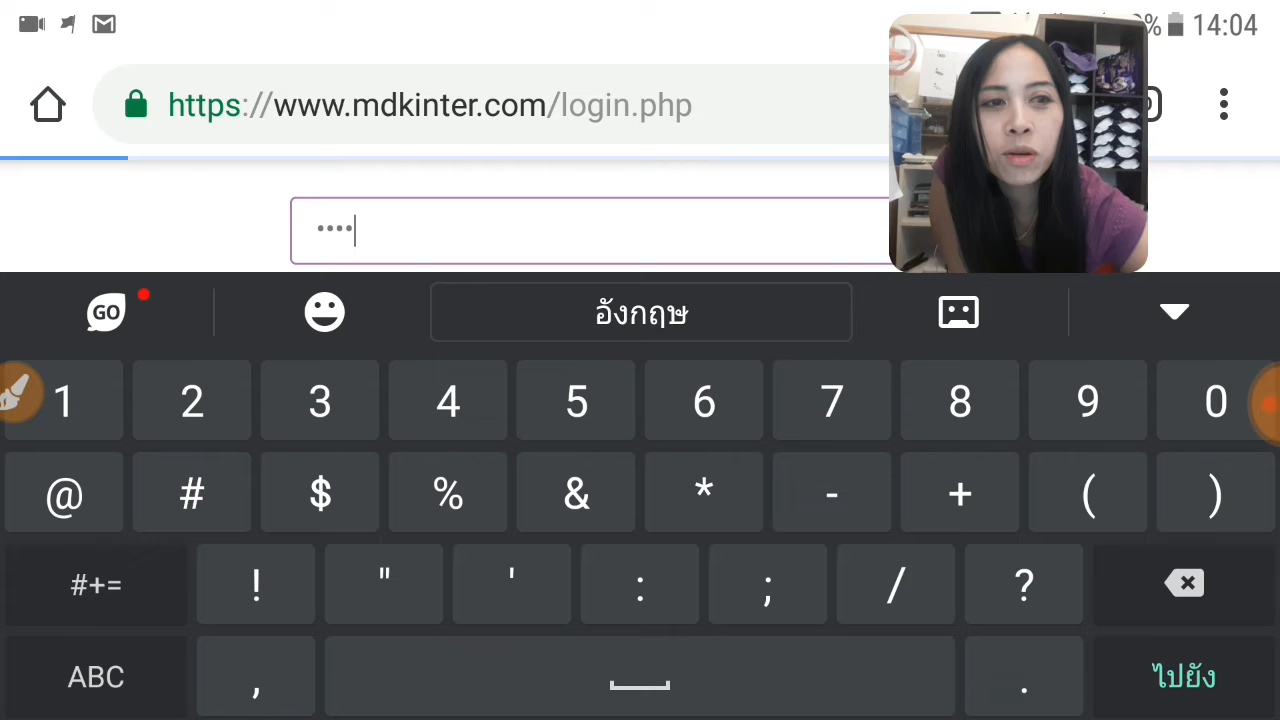 % 14:04
https://www.mdkinter.com/login.php
••••
GO อังกฤษ
1 2 3 4 5 6 7 8 9 0
@ # $ % & * - + ( )
#+= ! " ' : ; / ?
ABC , . ไปยัง